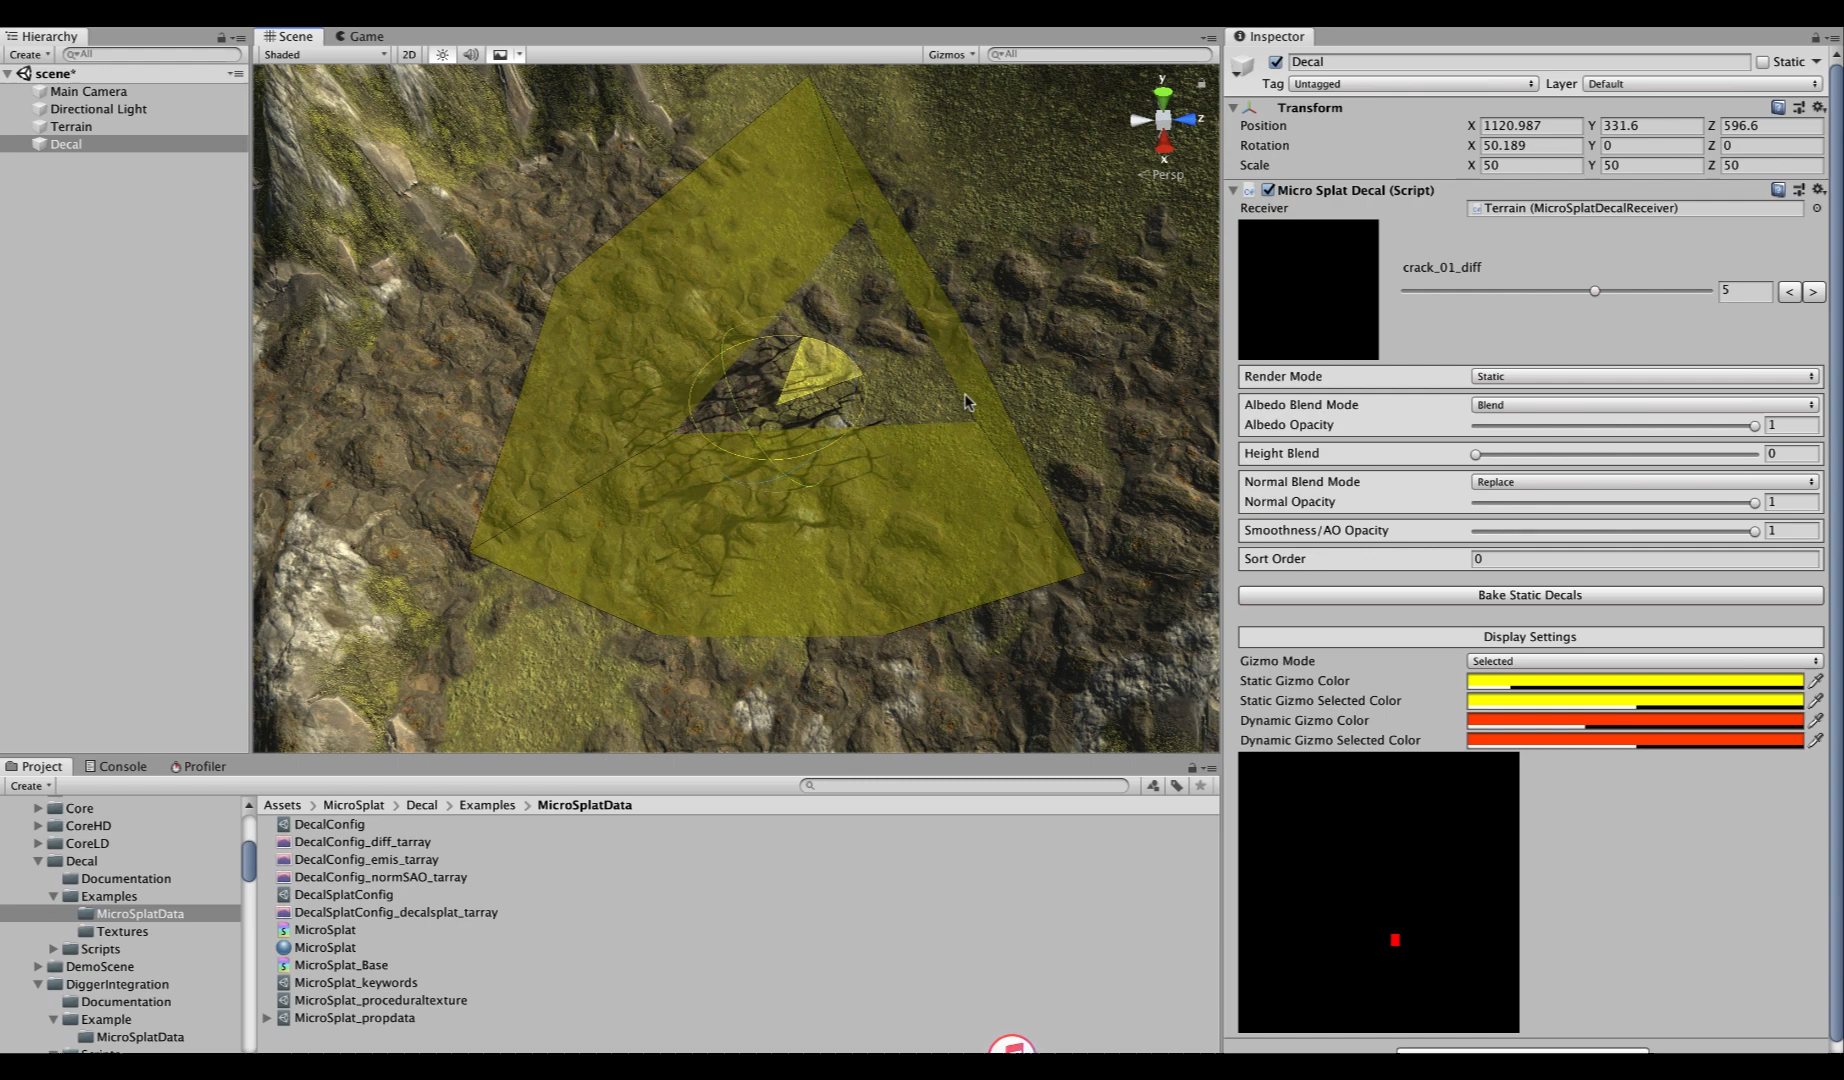 Hierarchy
Create All
scene*
Main Camera
Directional Light
Terrain
Decal
Scene Game
Shaded 2D Gizmos All
y
z
x
Persp
Inspector
Decal Static
Tag Untagged Layer Default
Transform
Position X 1120.987 Y 331.6 Z 596.6
Rotation X 50.189 Y 0 Z 0
Scale X 50 Y 50 Z 50
Micro Splat Decal (Script)
Receiver Terrain (MicroSplatDecalReceiver)
crack_01_diff
5 < >
Render Mode Static
Albedo Blend Mode Blend
Albedo Opacity 1
Height Blend 0
Normal Blend Mode Replace
Normal Opacity 1
Smoothness/AO Opacity 1
Sort Order 0
Bake Static Decals
Display Settings
Gizmo Mode Selected
Static Gizmo Color
Static Gizmo Selected Color
Dynamic Gizmo Color
Dynamic Gizmo Selected Color
Project Console Profiler
Create
Core
CoreHD
CoreLD
Decal
Documentation
Examples
MicroSplatData
Textures
Scripts
DemoScene
DiggerIntegration
Documentation
Example
MicroSplatData
Assets > MicroSplat > Decal > Examples > MicroSplatData
DecalConfig
DecalConfig_diff_tarray
DecalConfig_emis_tarray
DecalConfig_normSAO_tarray
DecalSplatConfig
DecalSplatConfig_decalsplat_tarray
MicroSplat
MicroSplat
MicroSplat_Base
MicroSplat_keywords
MicroSplat_proceduraltexture
MicroSplat_propdata